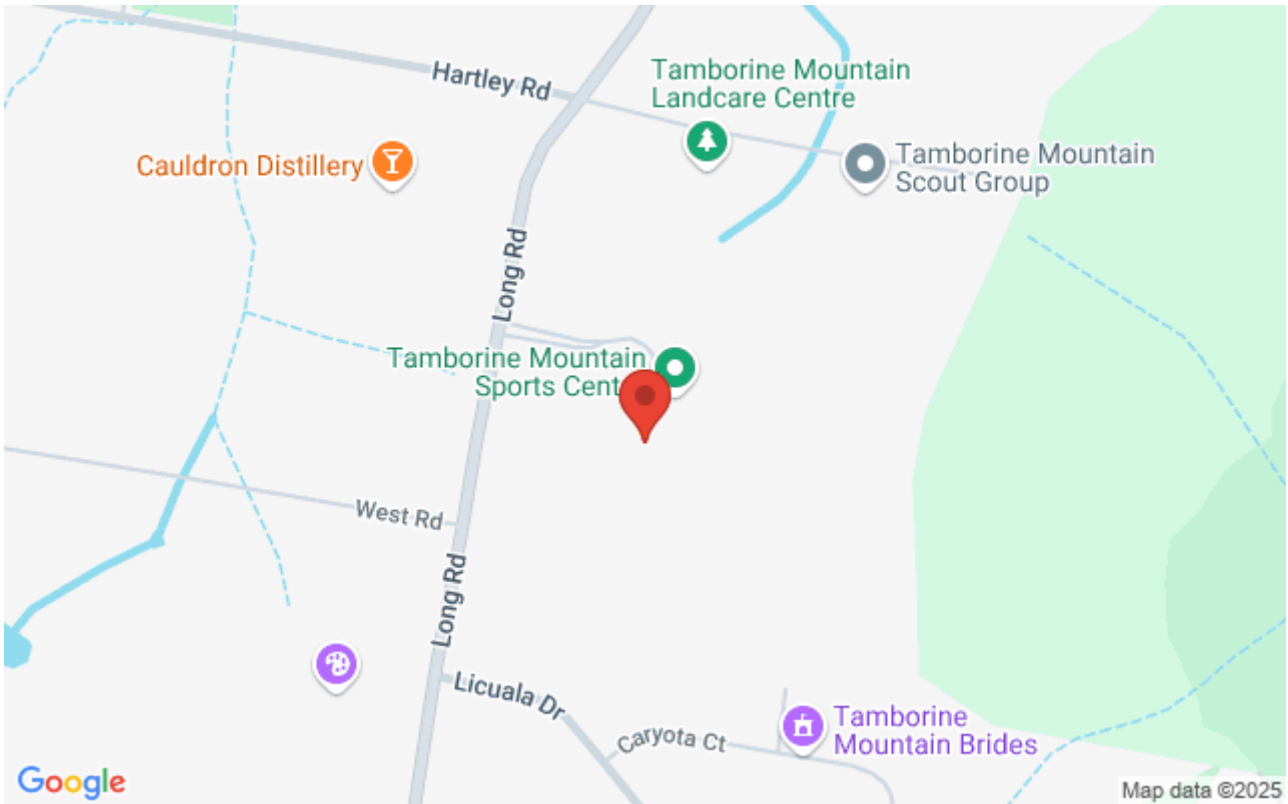 Hartley Rd
Tamborine Mountain
Landcare Centre
Cauldron Distillery
Tamborine Mountain
Scout Group
Long Rd
Tamborine Mountain
Sports Cent
West Rd
Long Rd
Licuala Dr
Caryota Ct
Tamborine
Mountain Brides
Google
Map data ©2025